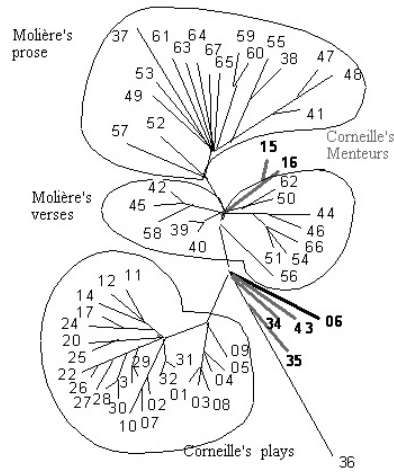 Molière's
prose
37 61 64 59 55
63 67 60 47
53 65 38 48
49 41
57 52
Corneille's
Menteurs
15
16
Molière's
verses
42 62
45 50
44
58 39 46
40 66
51 54
56
12 11
14
17 34 43 06
24
20 35
25 29 31 09
22 3 32 05
26 04
27 28 30 02 01 03 08
10 07
Corneille's plays
36